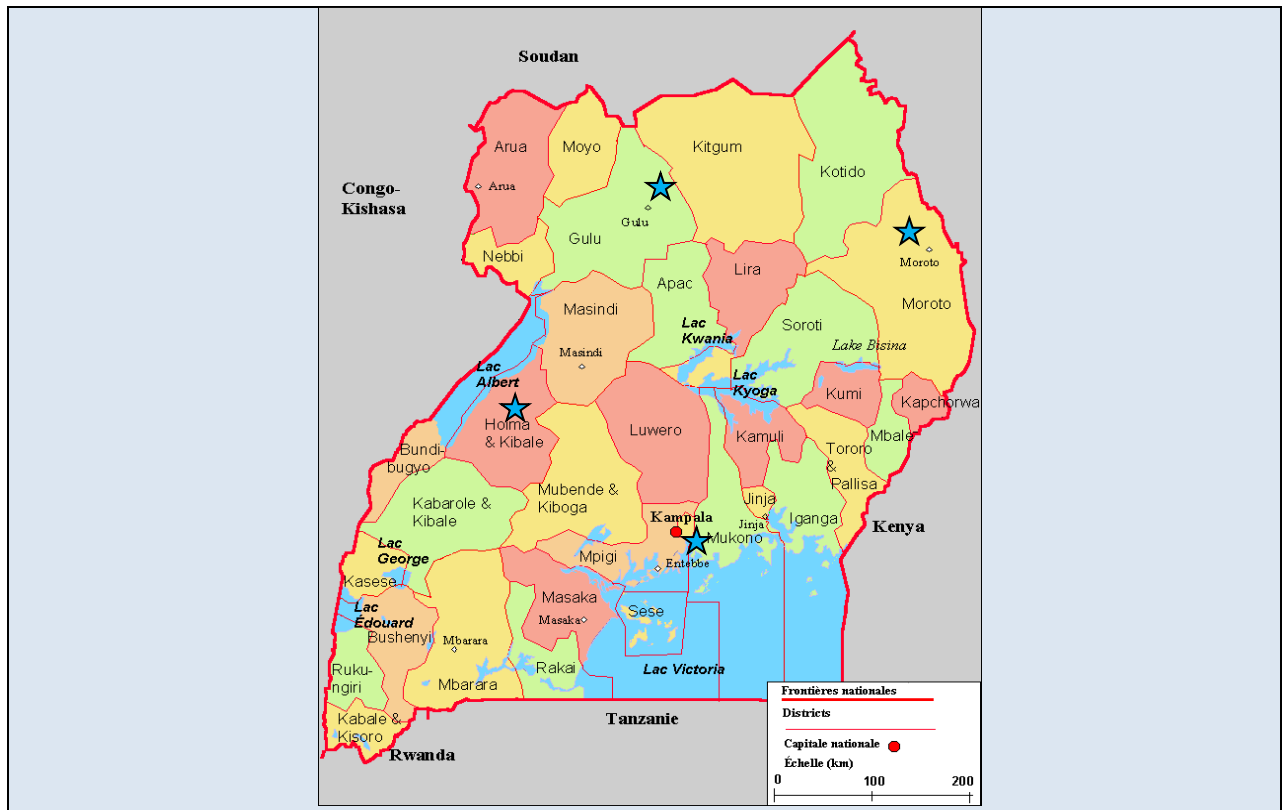 Soudan
Arua
Moyo
Kitgum
Kotido
Congo-
Kishasa
Arua
Gulu
Gulu
Nebbi
Moroto
Moroto
Apac
Lira
Masindi
Masindi
Soroti
Lac
Kwania
Lake Bisina
Lac
Albert
Lac
Kyoga
Kumi
Kapchorwa
Hoima
& Kibale
Luwero
Kamuli
Mbale
Bundi-
bugyo
Tororo
&
Pallisa
Kabarole &
Kibale
Mubende &
Kiboga
Jinja
Jinja
Iganga
Kampala
Mukono
Kenya
Mpigi
Entebbe
Lac
George
Kasese
Lac
Édouard
Bushenyi
Masaka
Masaka
Sese
Mbarara
Mbarara
Ruku-
ngiri
Rakai
Lac Victoria
Kabale &
Kisoro
Tanzanie
Rwanda
Frontières nationales
Districts
Capitale nationale
Échelle (km)
0 100 200